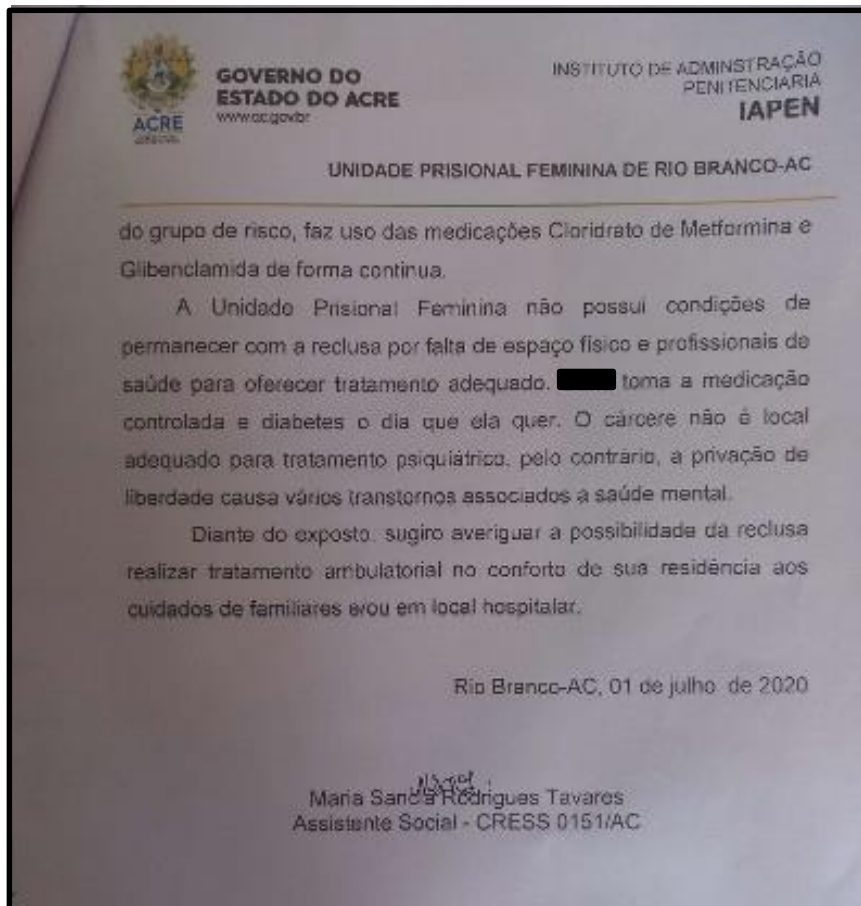 GOVERNO DO
ESTADO DO ACRE
www.ac.gov.br
ACRE
INSTITUTO DE ADMINSTRAÇÃO
PENITENCIARIA
IAPEN
UNIDADE PRISIONAL FEMININA DE RIO BRANCO-AC
do grupo de risco, faz uso das medicações Cloridrato de Metformina e
Glibenclamida de forma continua.
A Unidade Prisional Feminina não possui condições de
permanecer com a reclusa por falta de espaço físico e profissionais de
saúde para oferecer tratamento adequado. toma a medicação
controlada e diabetes o dia que ela quer. O cárcere não é local
adequado para tratamento psiquiátrico, pelo contrário, a privação de
liberdade causa vários transtornos associados a saúde mental.
Diante do exposto, sugiro averiguar a possibilidade da reclusa
realizar tratamento ambulatorial no conforto de sua residência aos
cuidados de familiares e/ou em local hospitalar.
Rio Branco-AC, 01 de julho de 2020
Maria Sancia Rodrigues Tavares
Assistente Social - CRESS 0151/AC